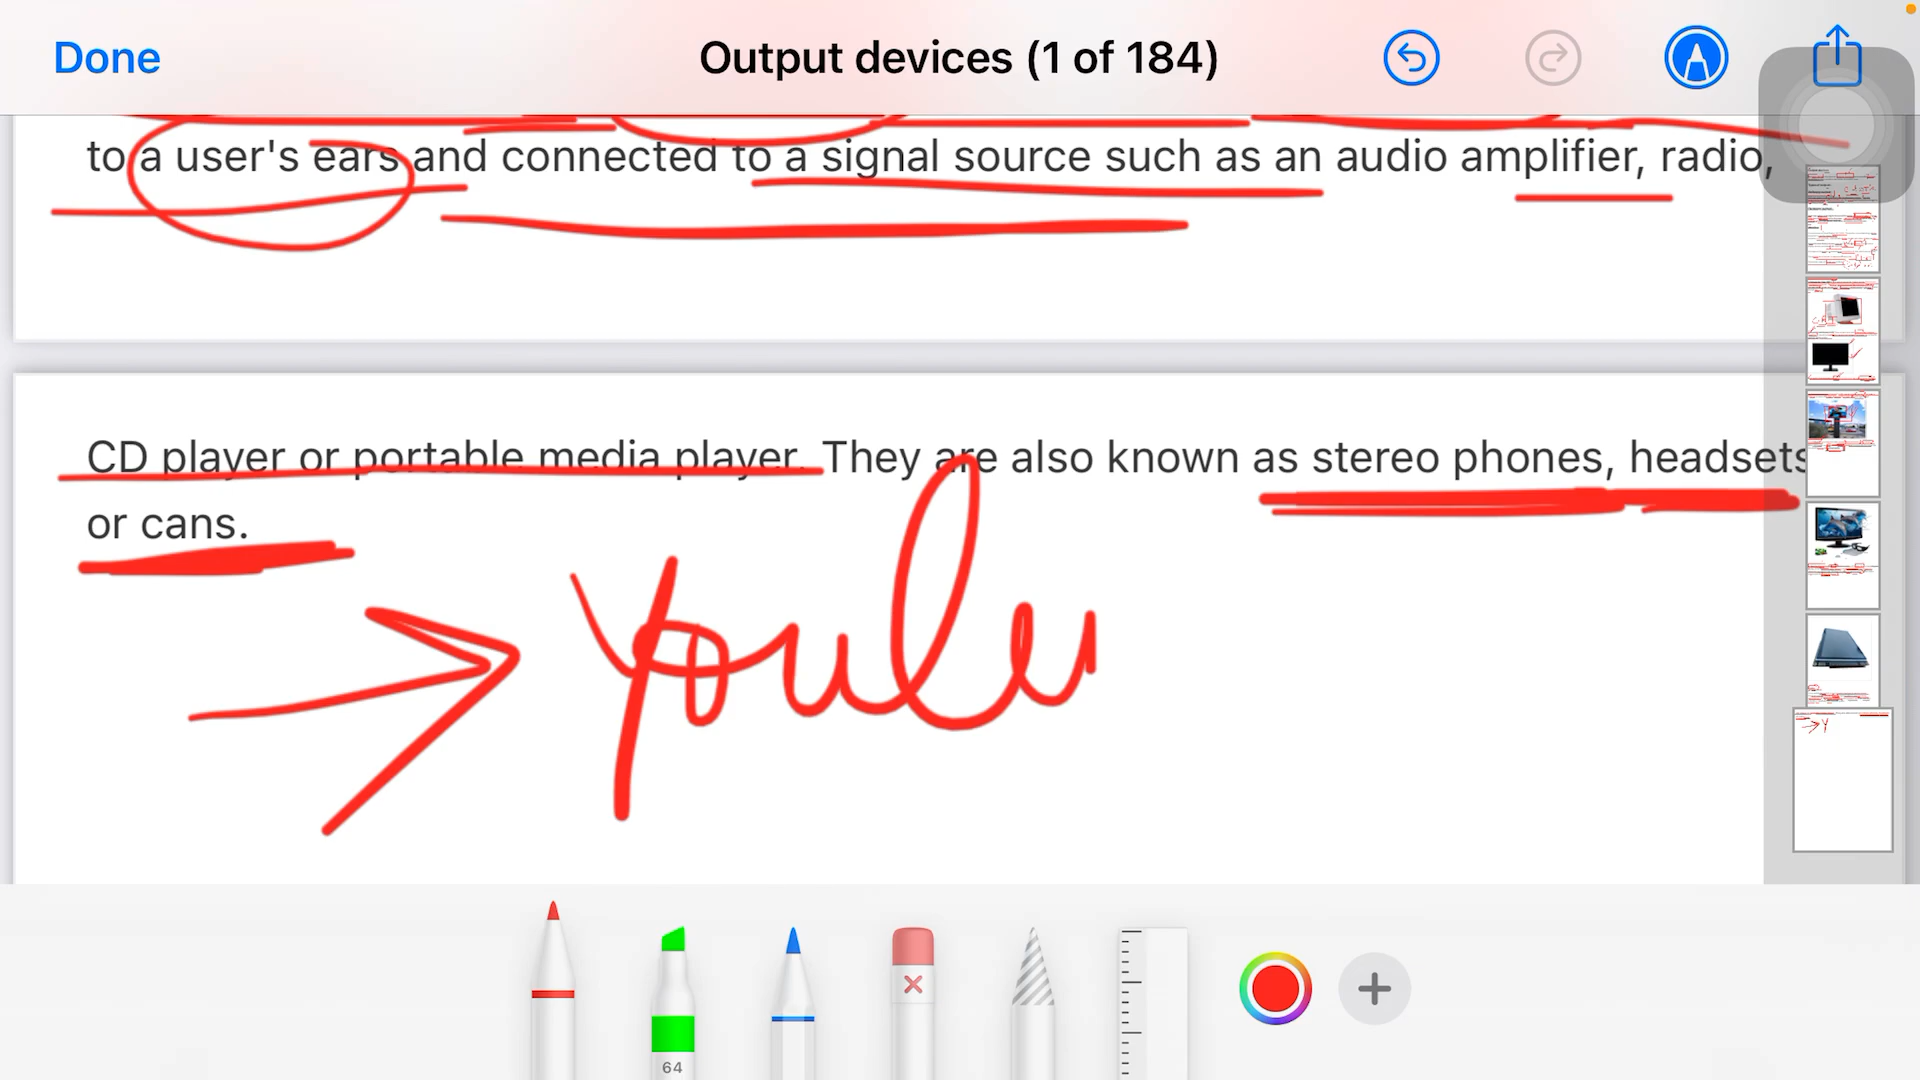 Done
Output devices (1 of 184)
to a user's ears and connected to a signal source such as an audio amplifier, radio,
CD player or portable media player. They are also known as stereo phones, headsets
or cans.
64